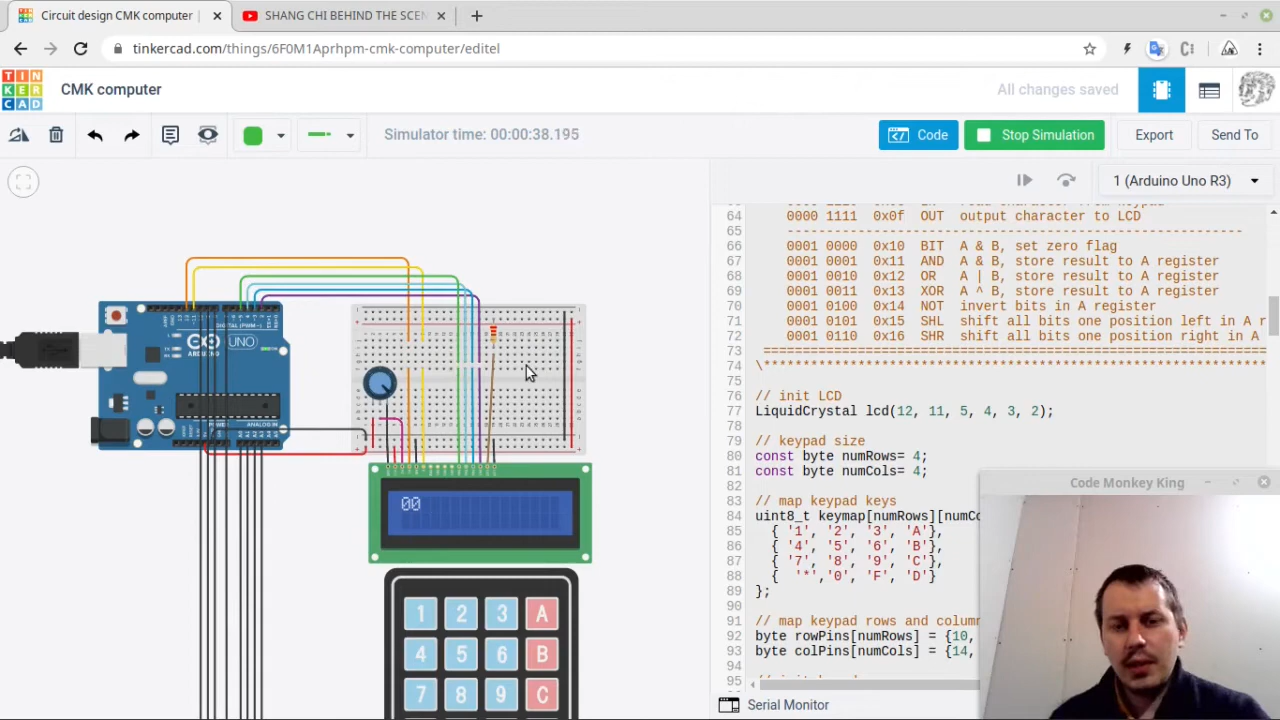 Circuit design CMK computer
SHANG CHI BEHIND THE SCEN
tinkercad.com/things/6F0M1Aprhpm-cmk-computer/editel
TIN
KER
CAD
CMK computer
All changes saved
Simulator time: 00:00:38.195
Code
Stop Simulation
Export
Send To
1 (Arduino Uno R3)
64 0000 1111 0x0f OUT output character to LCD
65 -----------------------------------------------------
66 0001 0000 0x10 BIT A & B, set zero flag
67 0001 0001 0x11 AND A & B, store result to A register
68 0001 0010 0x12 OR A | B, store result to A register
69 0001 0011 0x13 XOR A ^ B, store result to A register
70 0001 0100 0x14 NOT invert bits in A register
71 0001 0101 0x15 SHL shift all bits one position left in A r
72 0001 0110 0x16 SHR shift all bits one position right in A
73
74
75
76 // init LCD
77 LiquidCrystal lcd(12, 11, 5, 4, 3, 2);
78
79 // keypad size
80 const byte numRows= 4;
81 const byte numCols= 4;
82
83 // map keypad keys
84 uint8_t keymap[numRows][numCo
85 { '1', '2', '3', 'A'},
86 { '4', '5', '6', 'B'},
87 { '7', '8', '9', 'C'},
88 { '*','0', 'F', 'D'}
89 };
90
91 // map keypad rows and column
92 byte rowPins[numRows] = {10,
93 byte colPins[numCols] = {14,
94
95
Serial Monitor
Code Monkey King
ARDUINO
UNO
DIGITAL (PWM~)
POWER
ANALOG IN
00
1 2 3 A
4 5 6 B
7 8 9 C